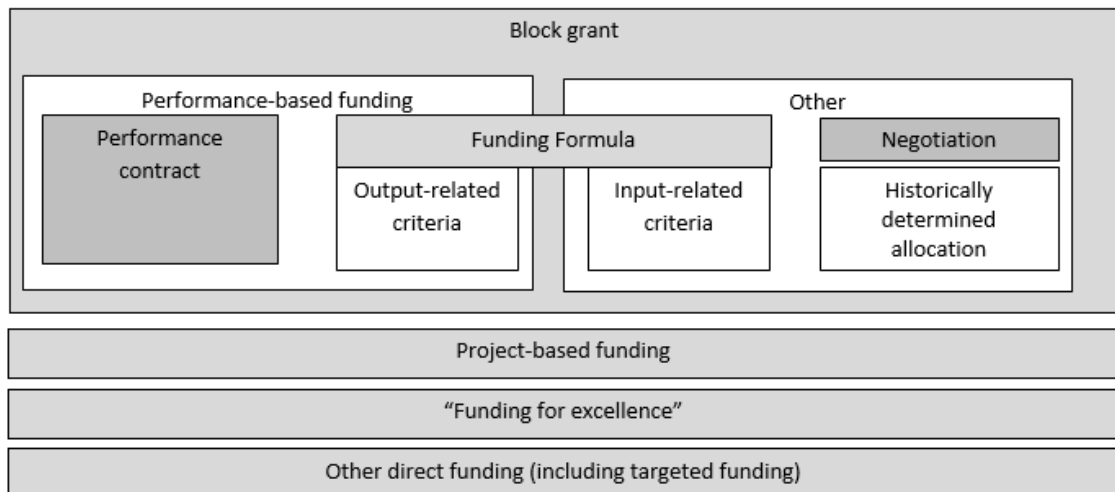 Block grant
Performance-based funding
Other
Performance
contract
Funding Formula
Negotiation
Output-related
criteria
Input-related
criteria
Historically
determined
allocation
Project-based funding
“Funding for excellence”
Other direct funding (including targeted funding)